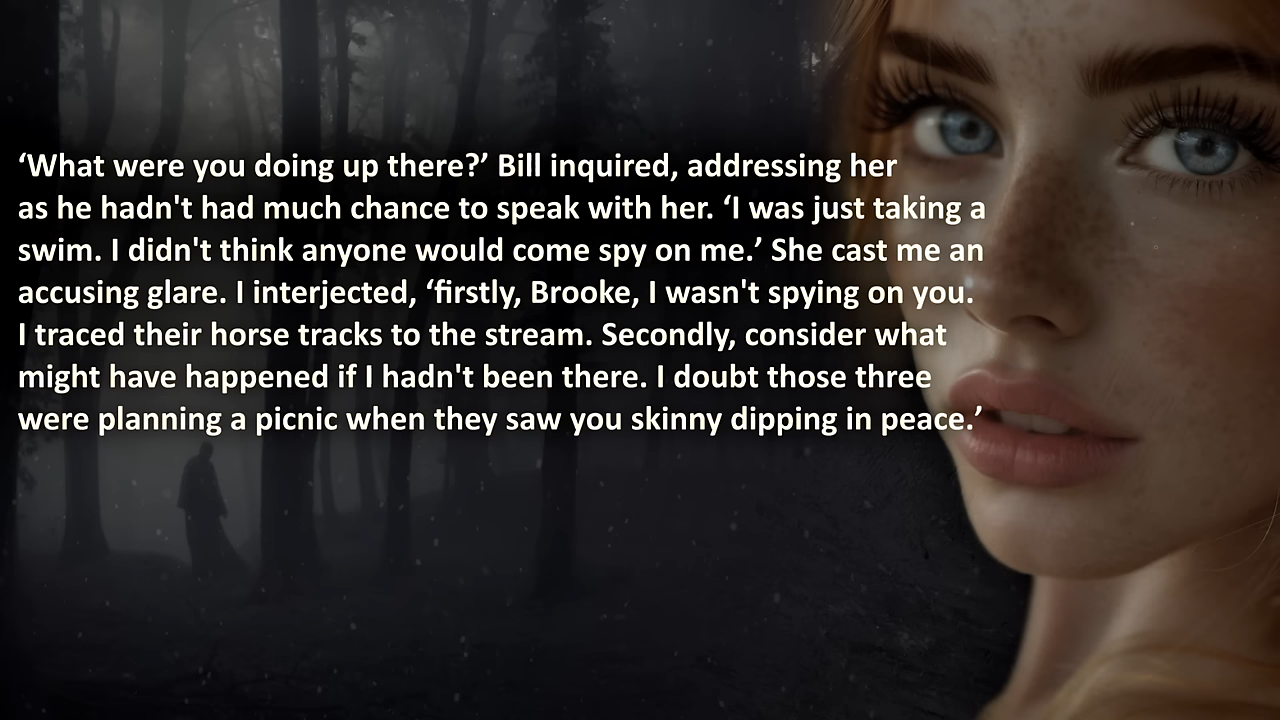 ‘What were you doing up there?’ Bill inquired, addressing her
as he hadn't had much chance to speak with her. ‘I was just taking a
swim. I didn't think anyone would come spy on me.’ She cast me an
accusing glare. I interjected, ‘firstly, Brooke, I wasn't spying on you.
I traced their horse tracks to the stream. Secondly, consider what
might have happened if I hadn't been there. I doubt those three
were planning a picnic when they saw you skinny dipping in peace.’